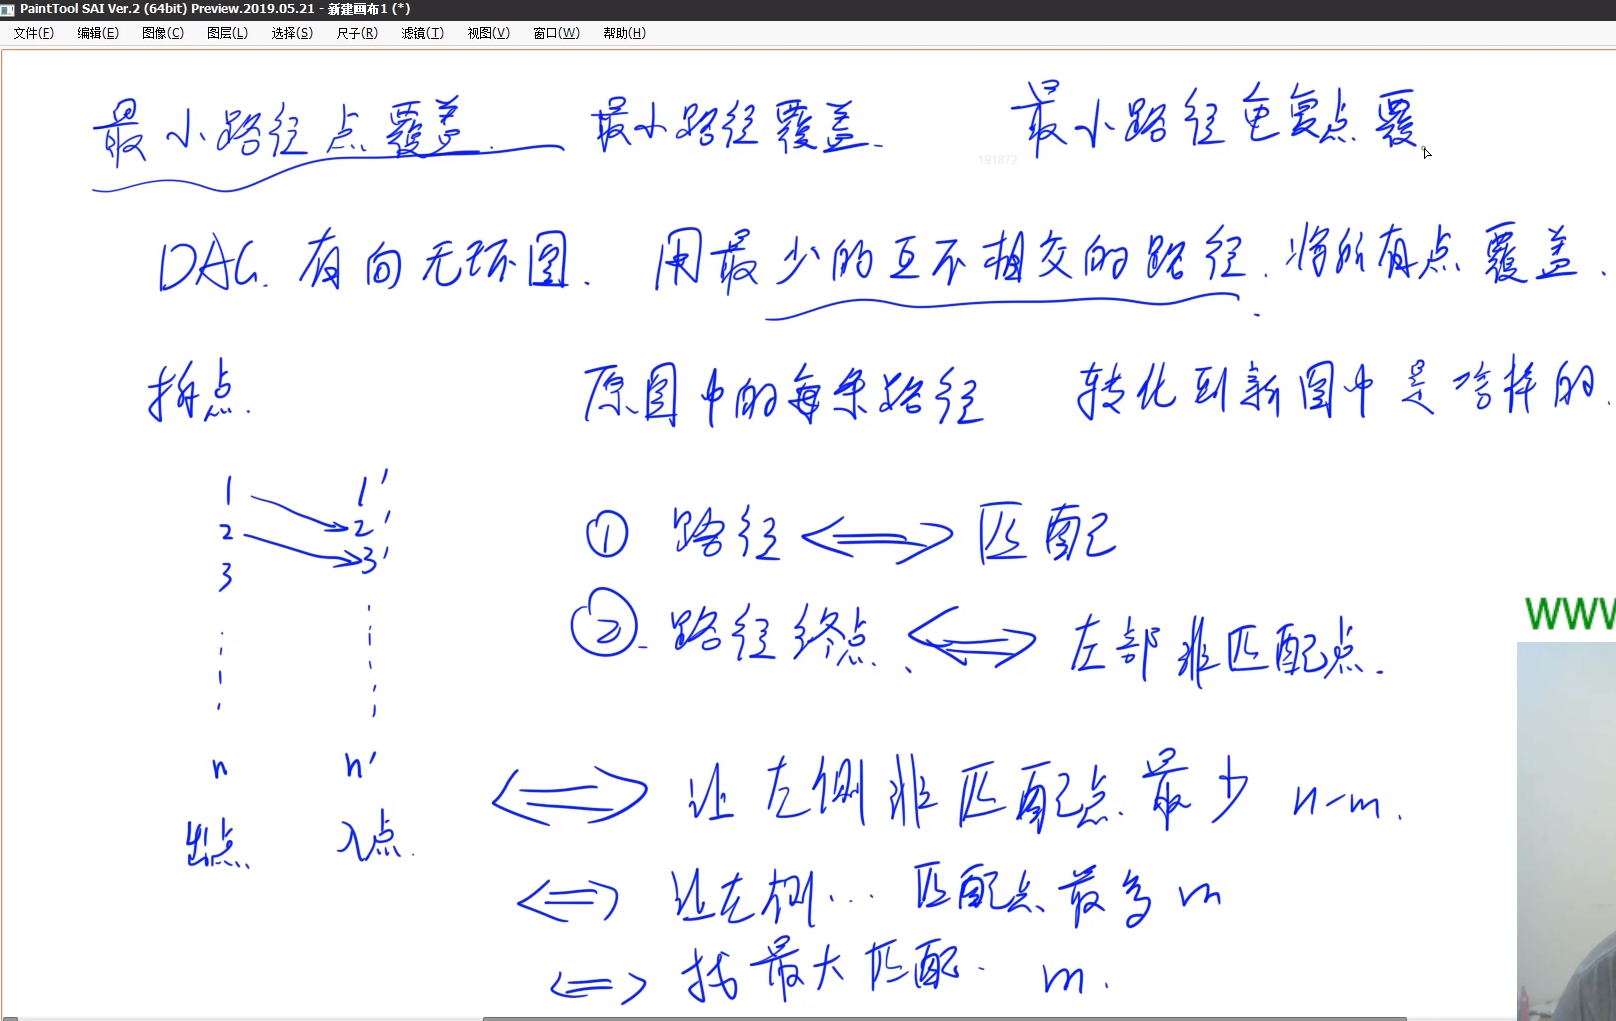 PaintTool SAI Ver.2 (64bit) Preview.2019.05.21 - 新建画布1 (*)
文件(F) 编辑(E) 图像(C) 图层(L) 选择(S) 尺子(R) 滤镜(T) 视图(V) 窗口(W) 帮助(H)
最小路径点覆盖. 最小路径覆盖. 最小路径重复点覆
191872
DAG. 有向无环图. 用最少的互不相交的路径. 将所有点覆盖.
拆点. 原图中的每条路径 转化到新图中是啥样的.
1 1'
2 2'
3 3'
① 路径 ⟺ 匹配
②. 路径终点. ⟺ 左部非匹配点.
www
n n'
出点. 入点.
⟺ 让左侧非匹配点最少 n-m.
⟺ 让左侧... 匹配点最多 m
⟺ 找最大匹配. m.